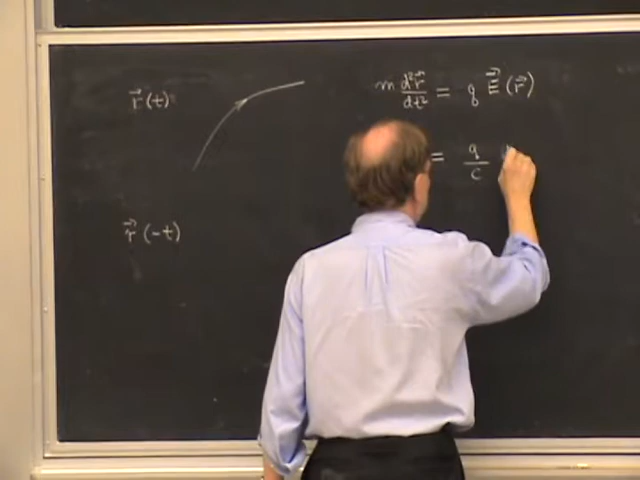 r⃗(t)
m d²r⃗/dt² = q E⃗(r⃗)
= q/c
r⃗(-t)